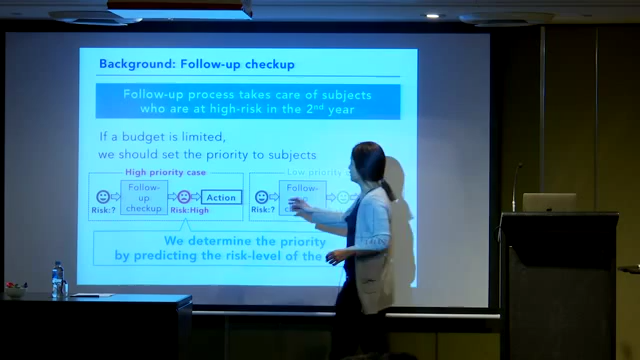 Background: Follow-up checkup
Follow-up process takes care of subjects
who are at high-risk in the 2nd year
If a budget is limited,
we should set the priority to subjects
High priority case
Low priority
Follow-
up
checkup
Action
Risk:?
Risk:High
Follow-
Risk:?
We determine the priority
by predicting the risk-level of the